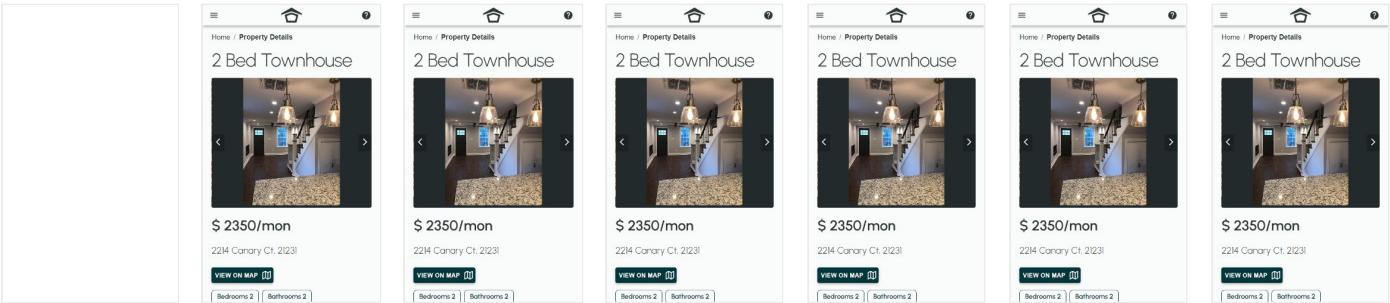 Home / Property Details
2 Bed Townhouse
$ 2350/mon
2214 Canary Ct, 21231
VIEW ON MAP
Bedrooms 2 Bathrooms 2
Home / Property Details
2 Bed Townhouse
$ 2350/mon
2214 Canary Ct, 21231
VIEW ON MAP
Bedrooms 2 Bathrooms 2
Home / Property Details
2 Bed Townhouse
$ 2350/mon
2214 Canary Ct, 21231
VIEW ON MAP
Bedrooms 2 Bathrooms 2
Home / Property Details
2 Bed Townhouse
$ 2350/mon
2214 Canary Ct, 21231
VIEW ON MAP
Bedrooms 2 Bathrooms 2
Home / Property Details
2 Bed Townhouse
$ 2350/mon
2214 Canary Ct, 21231
VIEW ON MAP
Bedrooms 2 Bathrooms 2
Home / Property Details
2 Bed Townhouse
$ 2350/mon
2214 Canary Ct, 21231
VIEW ON MAP
Bedrooms 2 Bathrooms 2